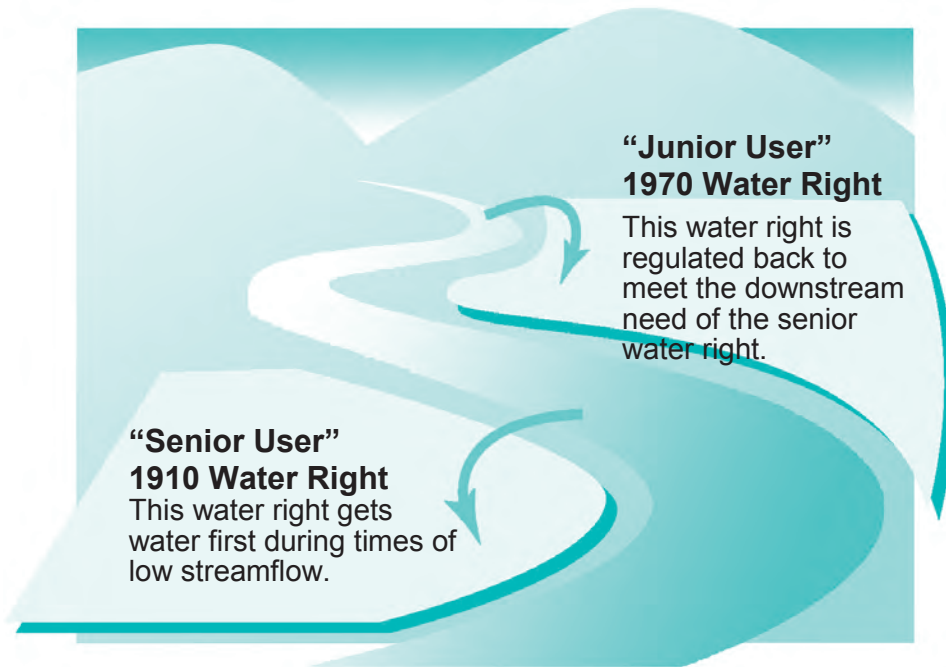 “Junior User”
1970 Water Right
This water right is
regulated back to
meet the downstream
need of the senior
water right.
“Senior User”
1910 Water Right
This water right gets
water first during times of
low streamflow.